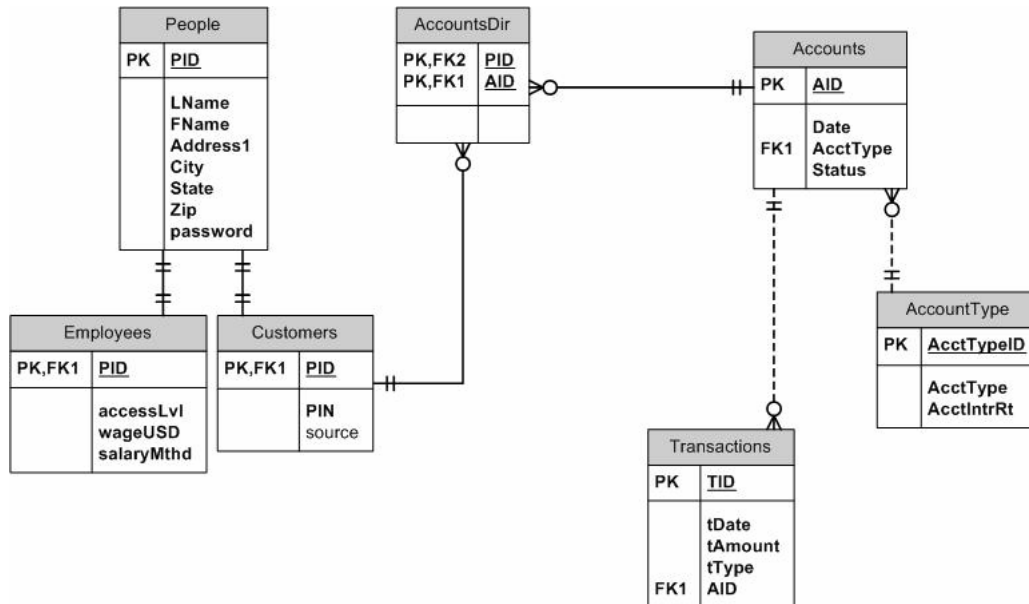 People
PK PID
LName
FName
Address1
City
State
Zip
password
AccountsDir
PK,FK2 PID
PK,FK1 AID
Accounts
PK AID
Date
FK1 AcctType
Status
Employees
PK,FK1 PID
accessLvl
wageUSD
salaryMthd
Customers
PK,FK1 PID
PIN
source
AccountType
PK AcctTypeID
AcctType
AcctIntrRt
Transactions
PK TID
tDate
tAmount
tType
FK1 AID